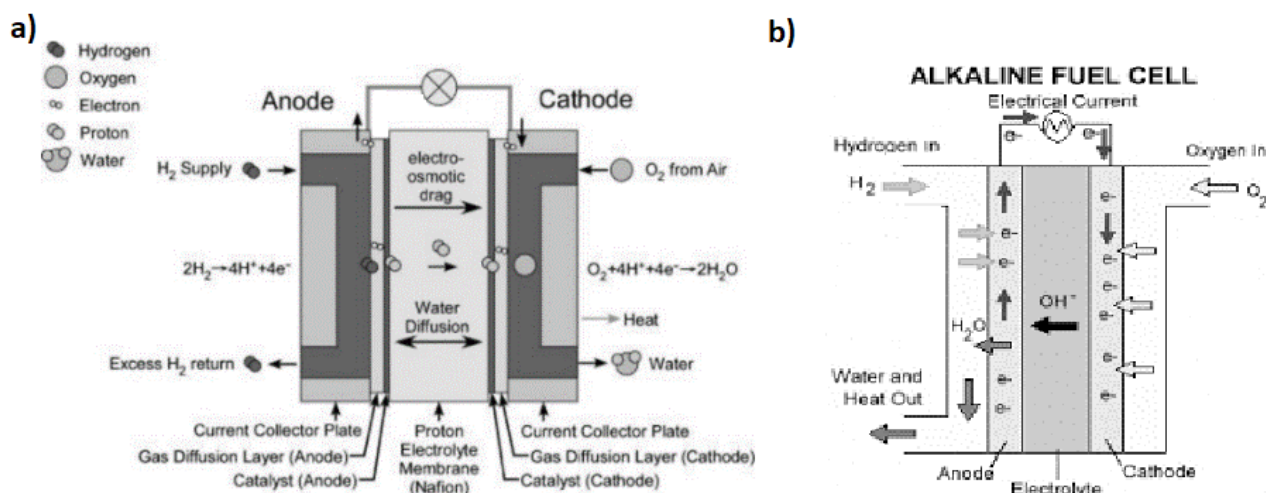 a)
Hydrogen
Oxygen
Electron
Proton
Water
Anode
Cathode
H₂ Supply
electro-
osmotic
drag
O₂ from Air
2H₂→4H⁺+4e⁻
O₂+4H⁺+4e⁻→2H₂O
Water
Diffusion
Heat
Excess H₂ return
Water
Current Collector Plate
Gas Diffusion Layer (Anode)
Catalyst (Anode)
Proton
Electrolyte
Membrane
(Nafion)
Current Collector Plate
Gas Diffusion Layer (Cathode)
Catalyst (Cathode)
b)
ALKALINE FUEL CELL
Electrical Current
e-
e-
Hydrogen In
Oxygen In
H₂
O₂
e-
e-
e-
e-
e-
e-
e-
e-
e-
OH⁻
H₂O
Water and
Heat Out
Anode
Cathode
Electrolyte